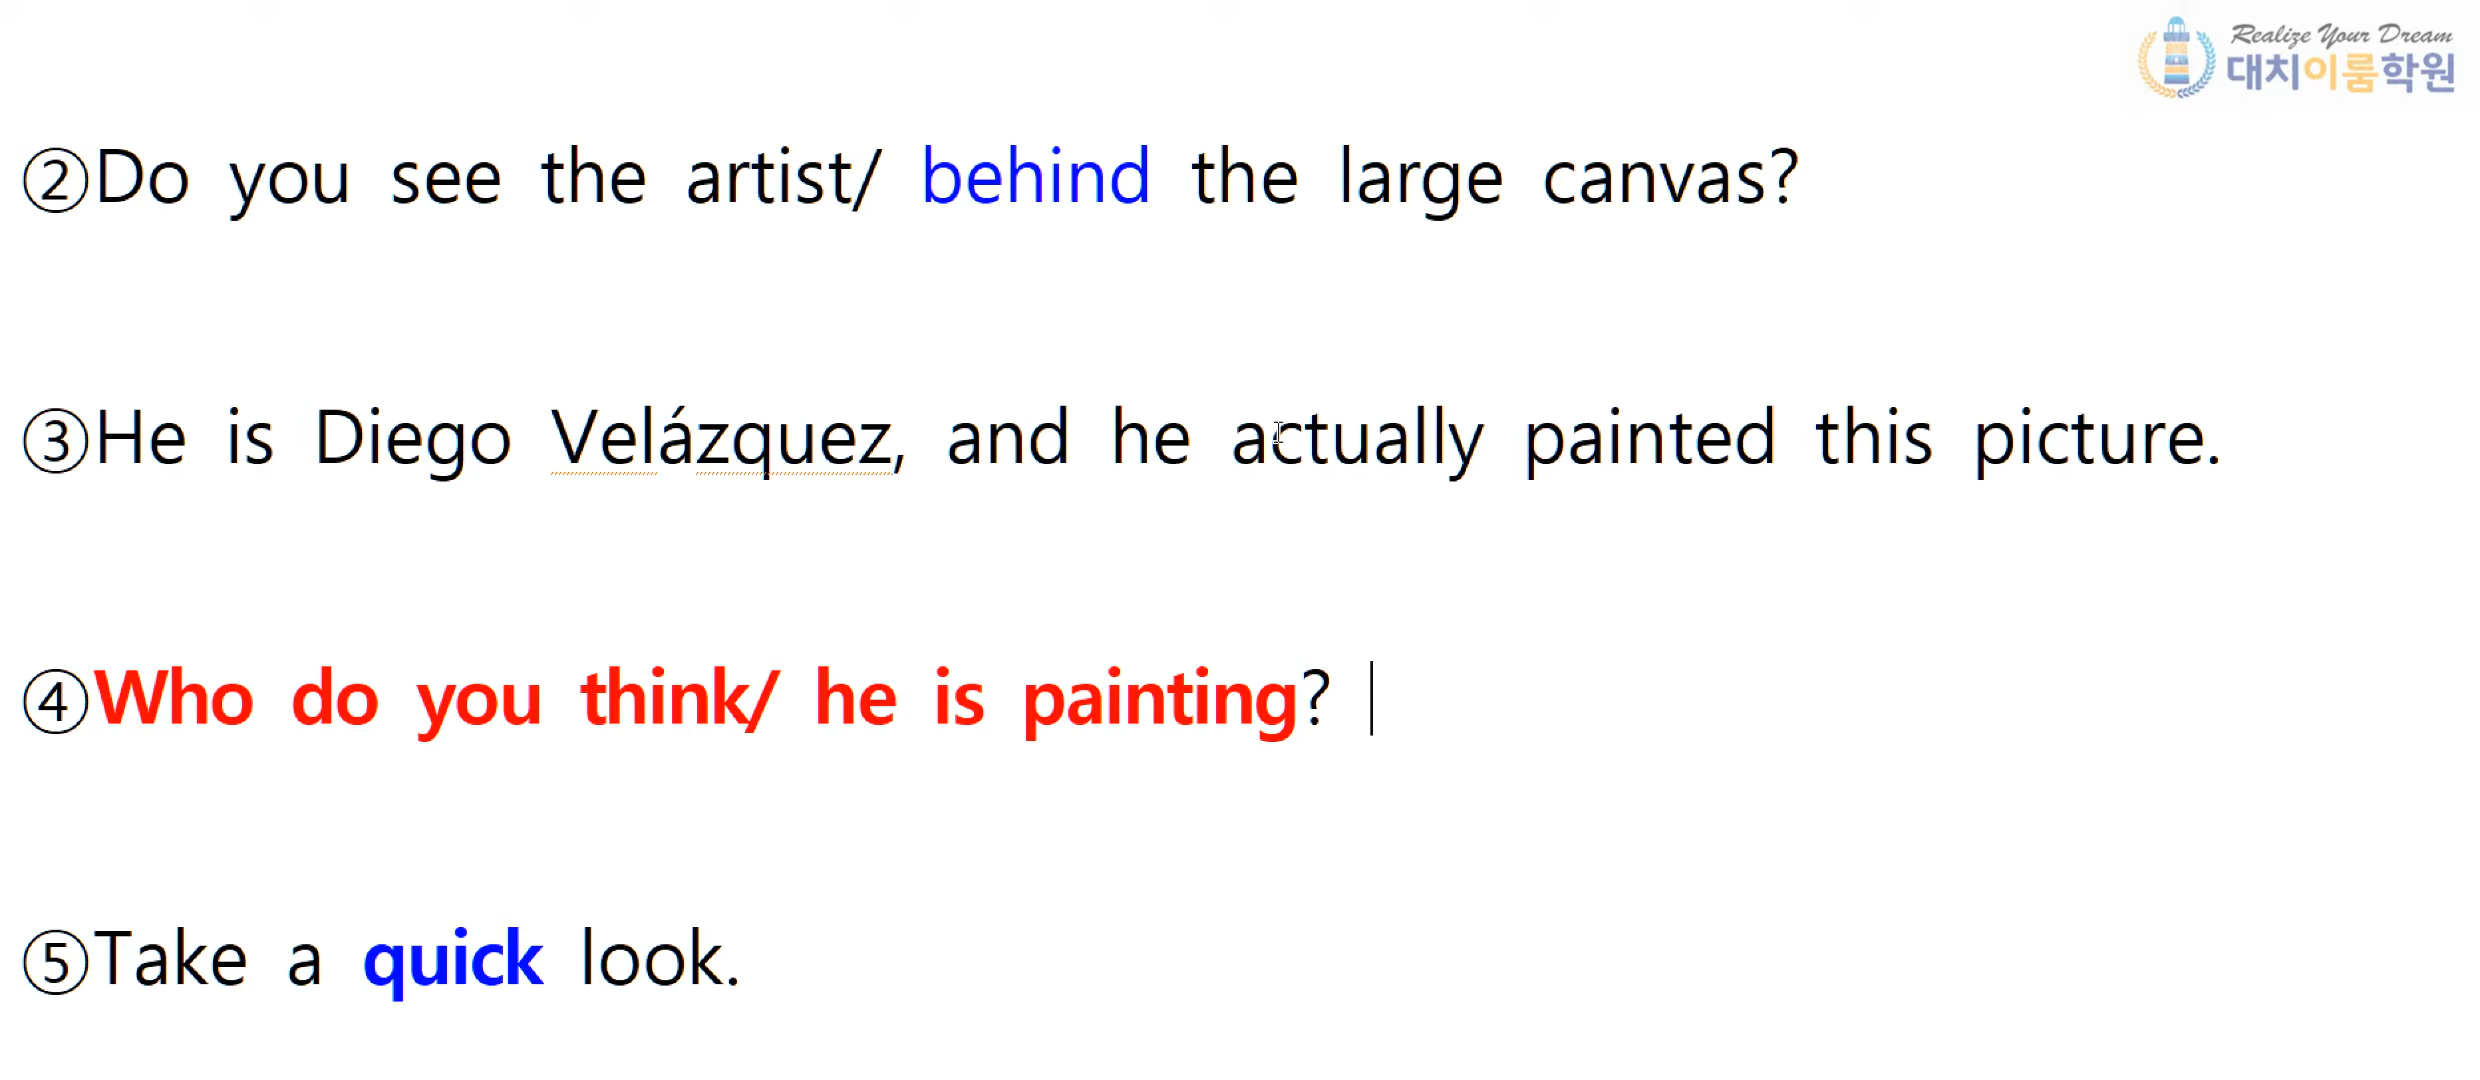 Realize Your Dream
대치이룸학원
②Do you see the artist/ behind the large canvas?
③He is Diego Velázquez, and he actually painted this picture.
④Who do you think/ he is painting?
⑤Take a quick look.